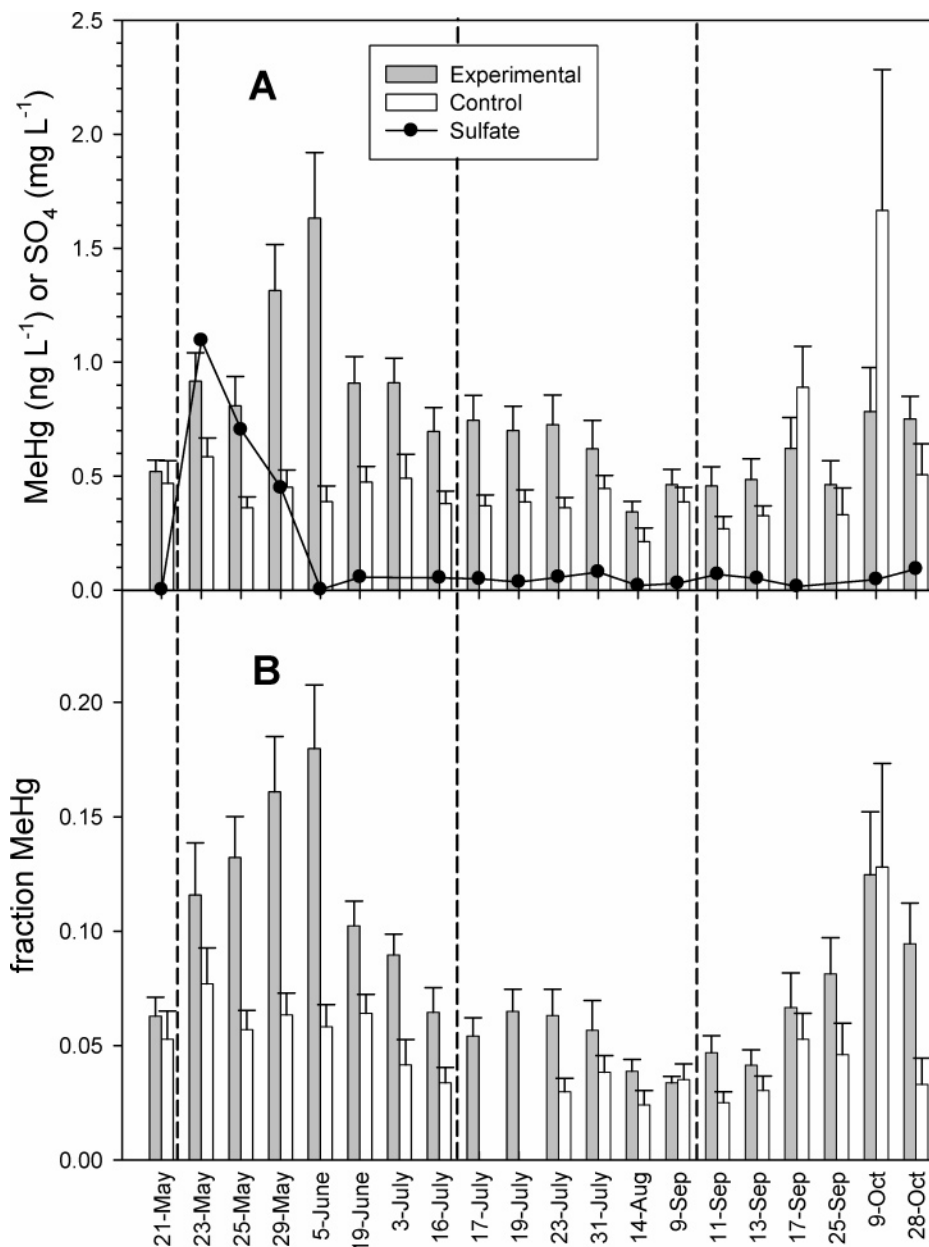 2.5
2.0
1.5
1.0
0.5
0.0
MeHg (ng L⁻¹) or SO₄ (mg L⁻¹)
A
Experimental
Control
Sulfate
B
0.20
0.15
0.10
0.05
0.00
fraction MeHg
21-May
23-May
25-May
29-May
5-June
19-June
3-July
16-July
17-July
19-July
23-July
31-July
14-Aug
9-Sep
11-Sep
13-Sep
17-Sep
25-Sep
9-Oct
28-Oct